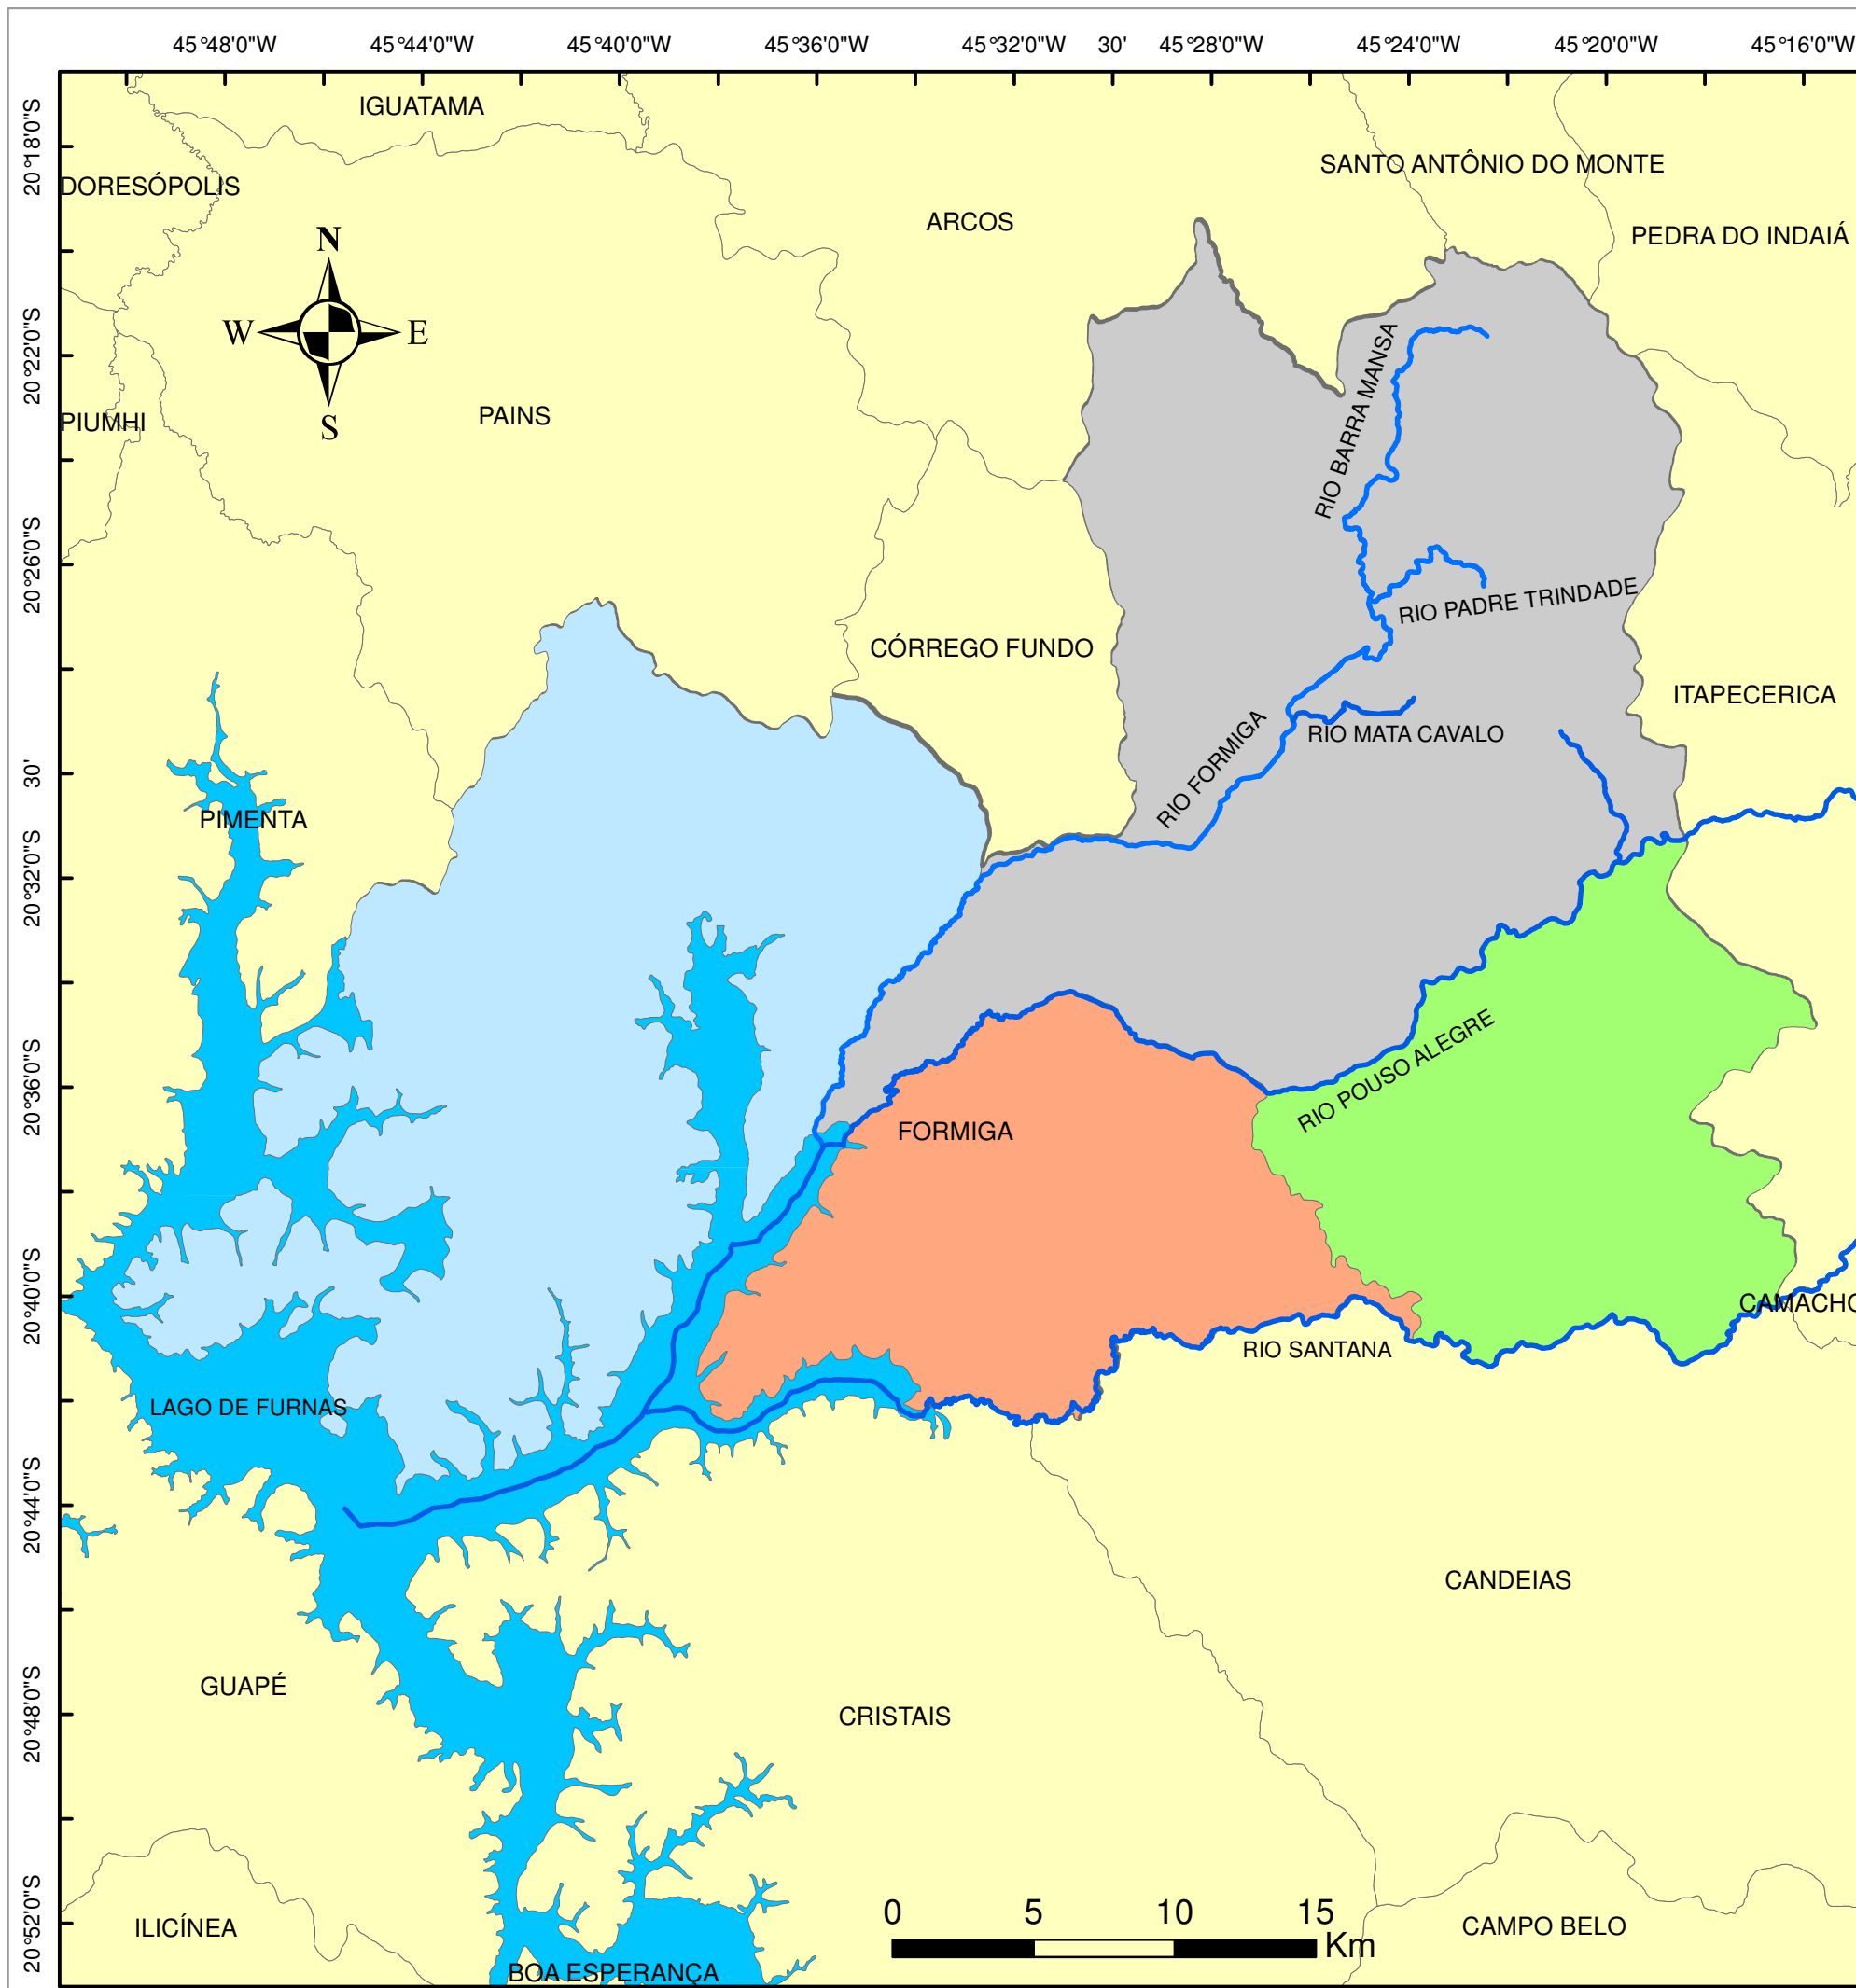 45°48'0"W 45°44'0"W 45°40'0"W 45°36'0"W 45°32'0"W 30' 45°28'0"W 45°24'0"W 45°20'0"W 45°16'0"W
20°18'0"S
20°22'0"S
20°26'0"S
30'
20°32'0"S
20°36'0"S
20°40'0"S
20°44'0"S
20°48'0"S
20°52'0"S
IGUATAMA
SANTO ANTÔNIO DO MONTE
DORESÓPOLIS
ARCOS
PEDRA DO INDAIÁ
N
W E
S
PIUMHI
PAINS
RIO BARRA MANSA
RIO PADRE TRINDADE
CÓRREGO FUNDO
ITAPECERICA
RIO FORMIGA
RIO MATA CAVALO
PIMENTA
RIO POUSO ALEGRE
FORMIGA
CAMACHO
RIO SANTANA
LAGO DE FURNAS
CANDEIAS
GUAPÉ
CRISTAIS
0 5 10 15
Km
ILICÍNEA
CAMPO BELO
BOA ESPERANÇA